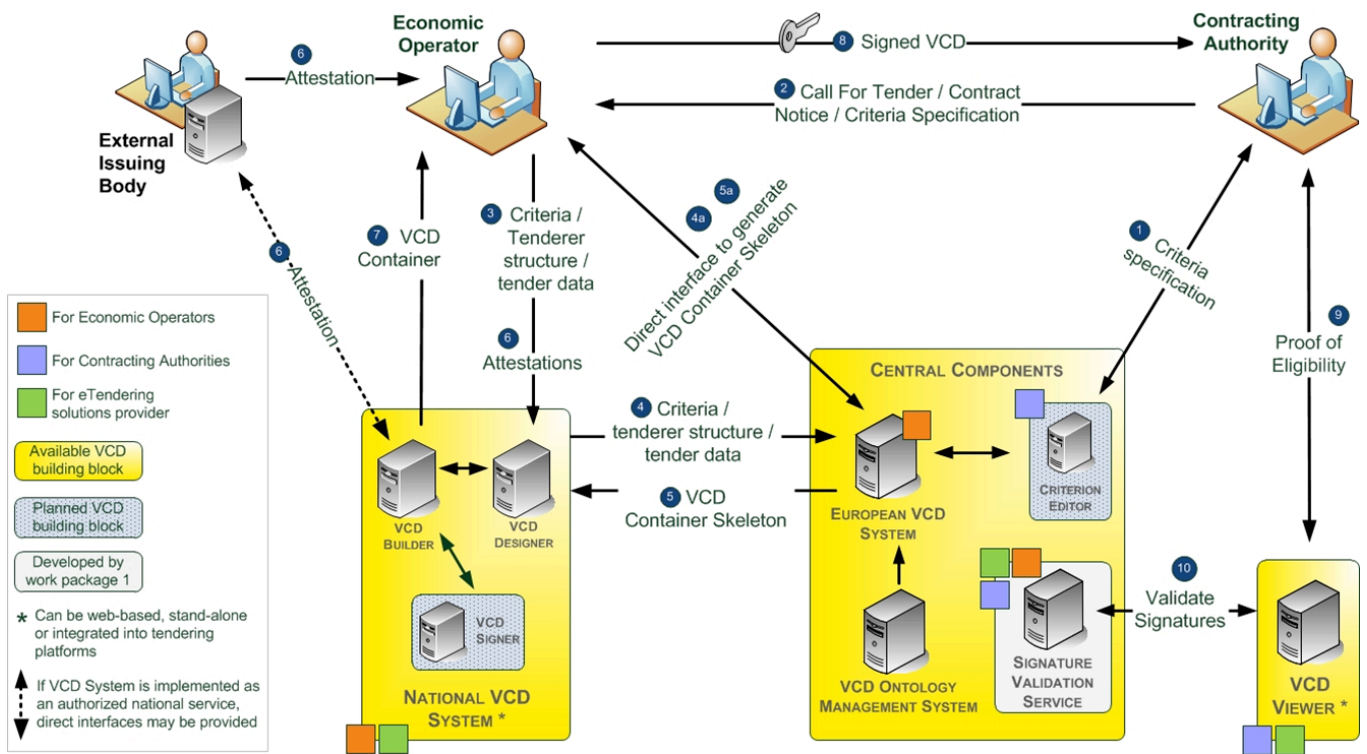 Economic
Operator
Contracting
Authority
6
Attestation
8 Signed VCD
2 Call For Tender / Contract
Notice / Criteria Specification
External
Issuing
Body
6
Attestation
7 VCD
Container
3 Criteria /
Tenderer
structure /
tender data
6
Attestations
5a
4a
Direct interface to generate
VCD Container Skeleton
1 Criteria
specification
9
Proof of
Eligibility
For Economic Operators
For Contracting Authorities
For eTendering
solutions provider
Available VCD
building block
Planned VCD
building block
Developed by
work package 1
* Can be web-based, stand-alone
or integrated into tendering
platforms
If VCD System is implemented as
an authorized national service,
direct interfaces may be provided
VCD
BUILDER
VCD
DESIGNER
VCD
SIGNER
NATIONAL VCD
SYSTEM *
4 Criteria /
tenderer structure /
tender data
5 VCD
Container Skeleton
CENTRAL COMPONENTS
EUROPEAN VCD
SYSTEM
CRITERION
EDITOR
VCD ONTOLOGY
MANAGEMENT SYSTEM
SIGNATURE
VALIDATION
SERVICE
10
Validate
Signatures
VCD
VIEWER *